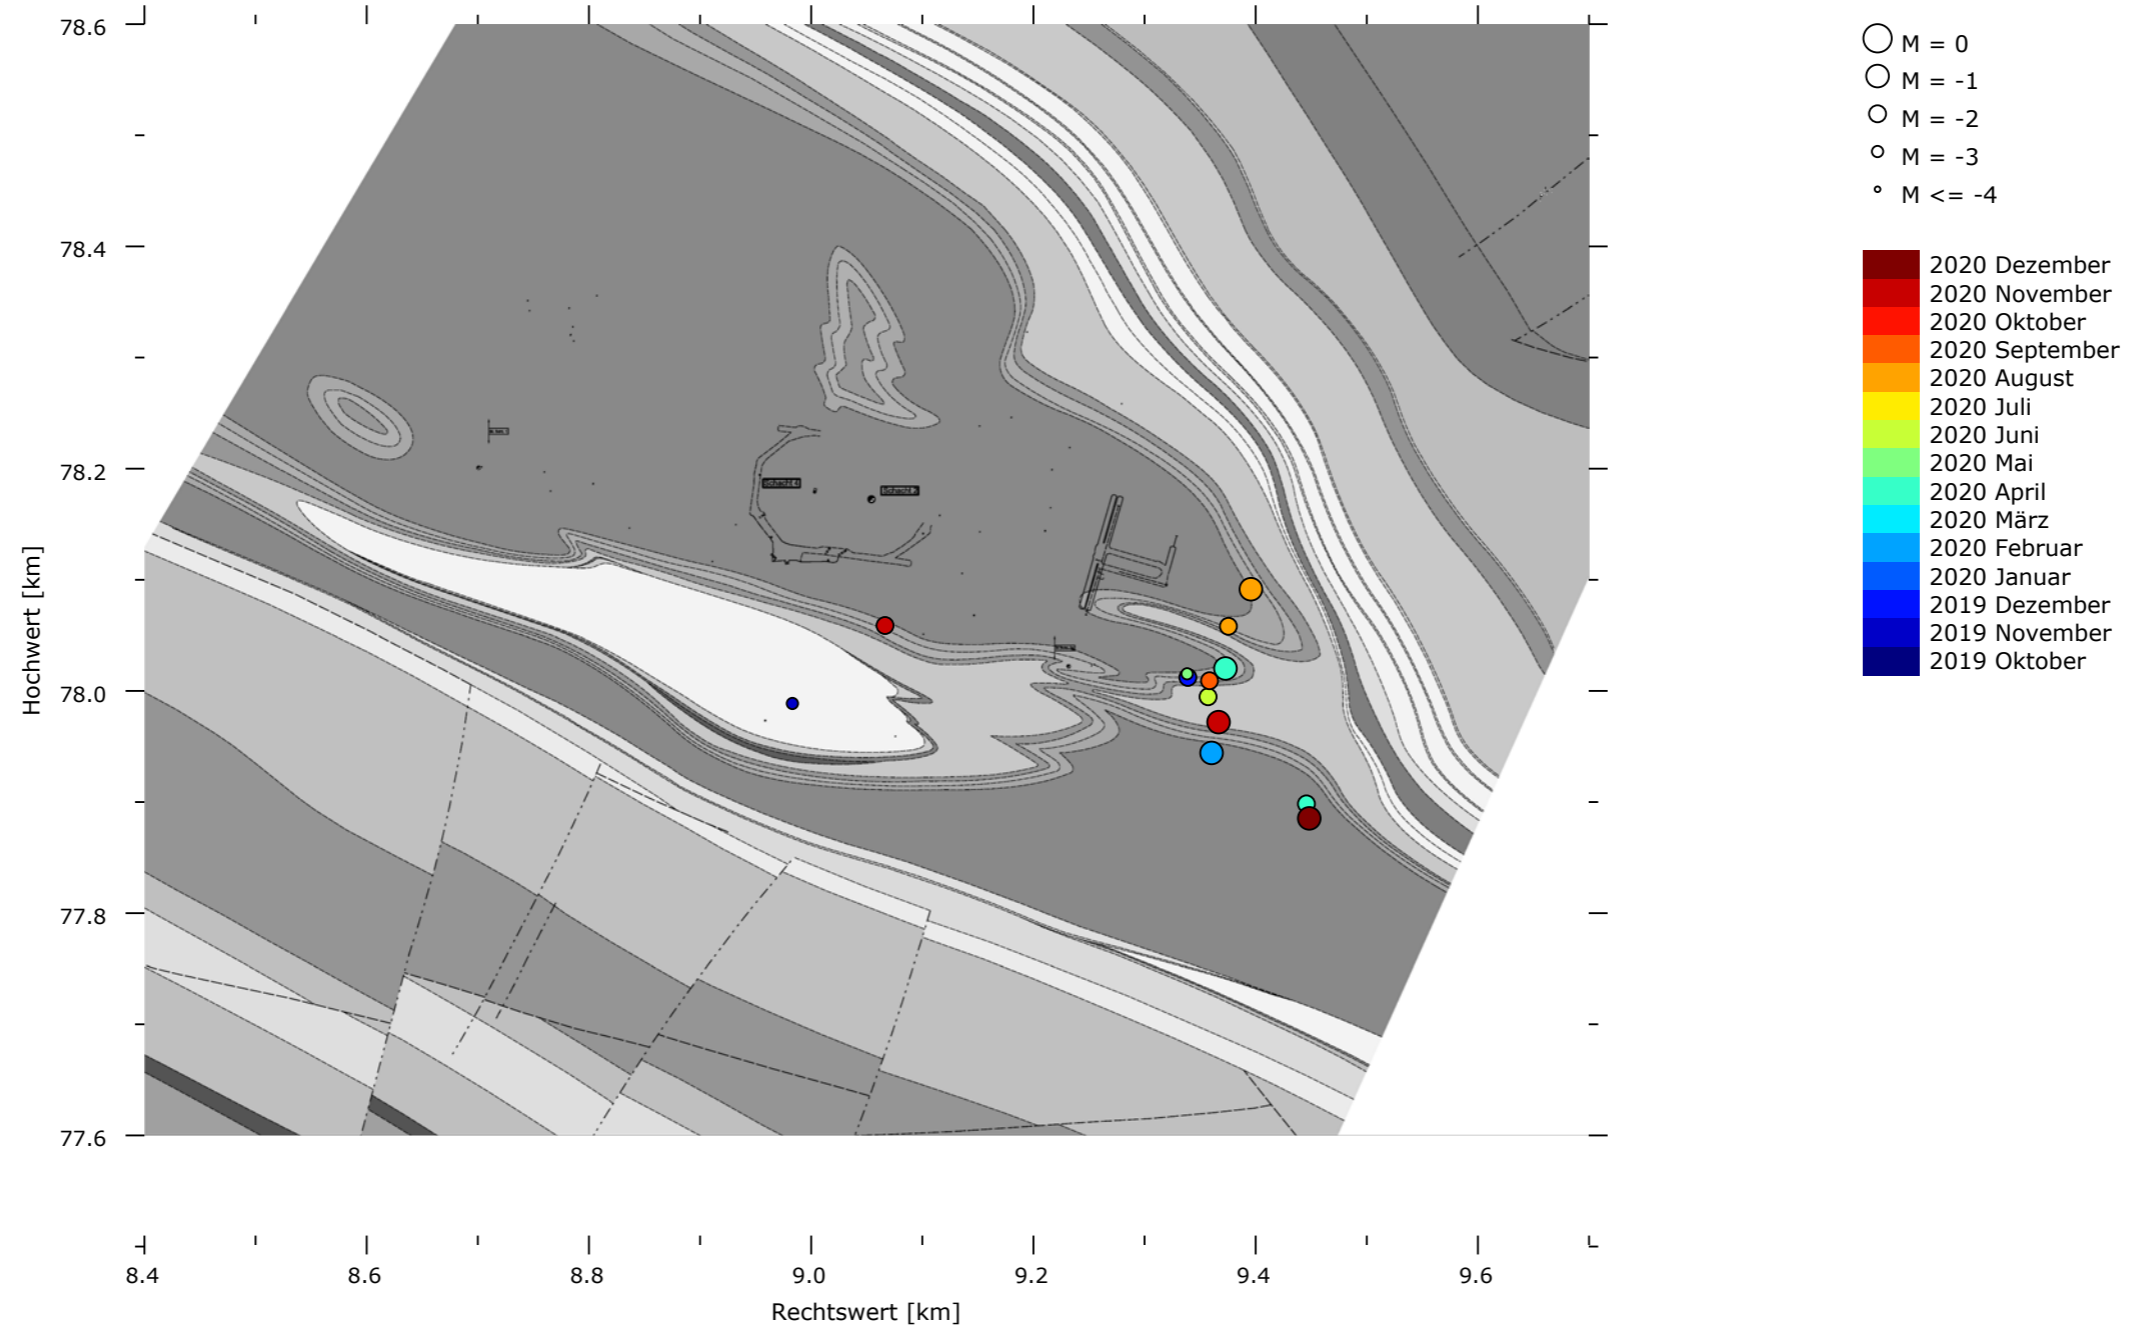 78.6
78.4
78.2
78.0
77.8
77.6
Hochwert [km]
8.4
8.6
8.8
9.0
9.2
9.4
9.6
Rechtswert [km]
Schacht 2
M = 0
M = -1
M = -2
M = -3
M <= -4
2020 Dezember
2020 November
2020 Oktober
2020 September
2020 August
2020 Juli
2020 Juni
2020 Mai
2020 April
2020 März
2020 Februar
2020 Januar
2019 Dezember
2019 November
2019 Oktober